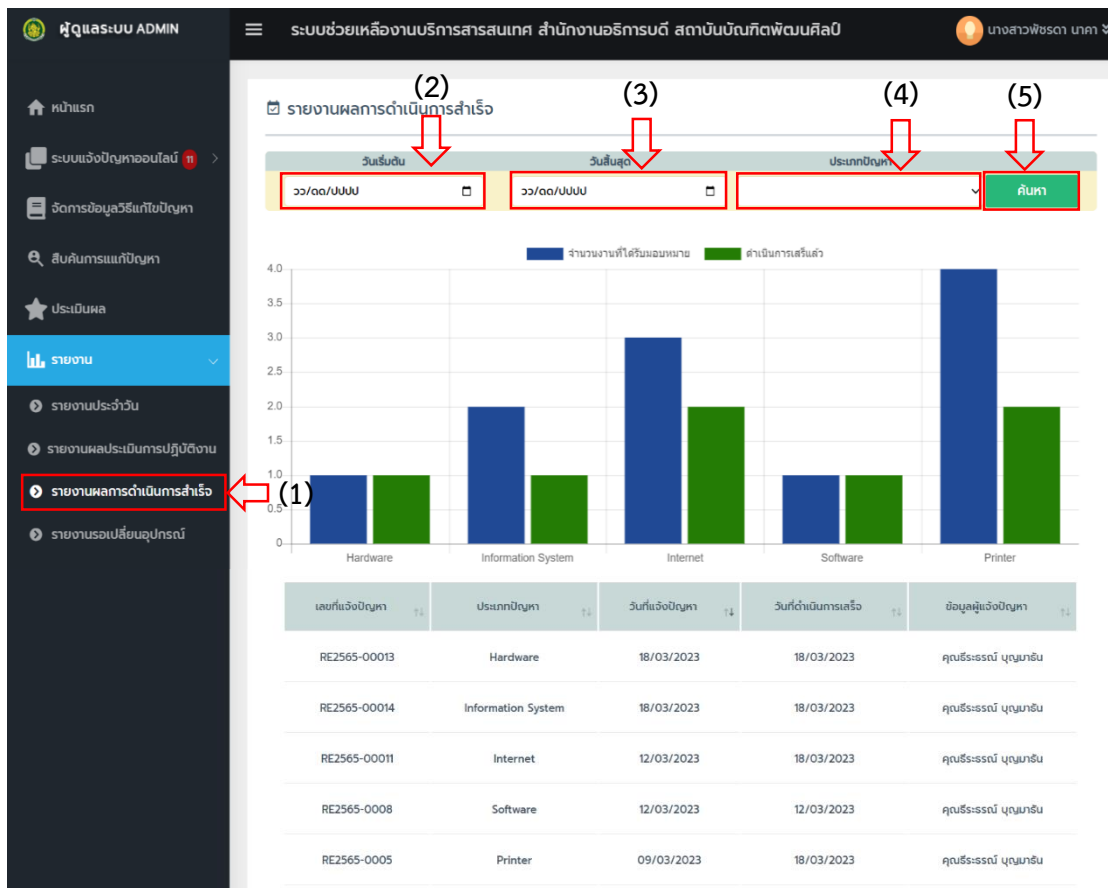 ผู้ดูแลระบบ ADMIN
ระบบช่วยเหลืองานบริการสารสนเทศ สำนักงานอธิการบดี สถาบันบัณฑิตพัฒนศิลป์
นางสาวพัชรดา นาคา
หน้าแรก
ระบบแจ้งปัญหาออนไลน์ 11
จัดการข้อมูลวิธีแก้ไขปัญหา
สืบค้นการแแก้ปัญหา
ประเมินผล
รายงาน
รายงานประจำวัน
รายงานผลประเมินการปฏิบัติงาน
รายงานผลการดำเนินการสำเร็จ
(1)
รายงานรอเปลี่ยนอุปกรณ์
รายงานผลการดำเนินการสำเร็จ
(2) (3) (4) (5)
วันเริ่มต้น วันสิ้นสุด ประเภทปัญหา
วว/ดด/ปปปป วว/ดด/ปปปป ค้นหา
จำนวนงานที่ได้รับมอบหมาย ดำเนินการเสร็แล้ว
4.0
3.5
3.0
2.5
2.0
1.5
1.0
0.5
0
Hardware Information System Internet Software Printer
เลขที่แจ้งปัญหา ประเภทปัญหา วันที่แจ้งปัญหา วันที่ดำเนินการเสร็จ ข้อมูลผู้แจ้งปัญหา
RE2565-00013 Hardware 18/03/2023 18/03/2023 คุณธีระธรณ์ บุญมาธัน
RE2565-00014 Information System 18/03/2023 18/03/2023 คุณธีระธรณ์ บุญมาธัน
RE2565-00011 Internet 12/03/2023 18/03/2023 คุณธีระธรณ์ บุญมาธัน
RE2565-0008 Software 12/03/2023 12/03/2023 คุณธีระธรณ์ บุญมาธัน
RE2565-0005 Printer 09/03/2023 18/03/2023 คุณธีระธรณ์ บุญมาธัน